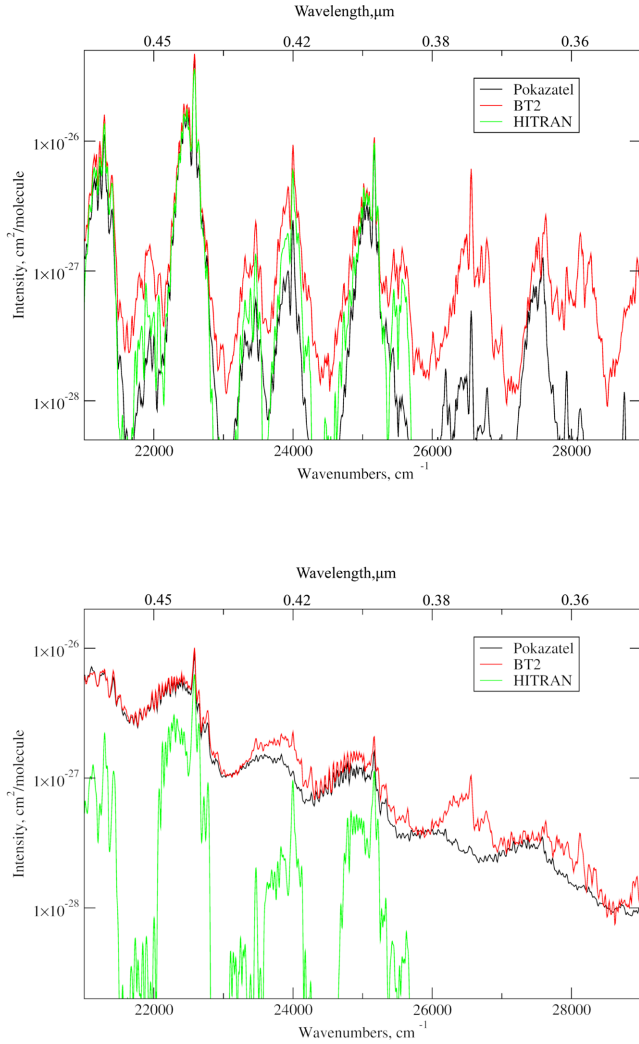 Wavelength,μm
0.45 0.42 0.38 0.36
Pokazatel
BT2
HITRAN
1×10-26
1×10-27
1×10-28
Intensity, cm2/molecule
22000 24000 26000 28000
Wavenumbers, cm -1
Wavelength,μm
0.45 0.42 0.38 0.36
Pokazatel
BT2
HITRAN
1×10-26
1×10-27
1×10-28
Intensity, cm2/molecule
22000 24000 26000 28000
Wavenumbers, cm -1